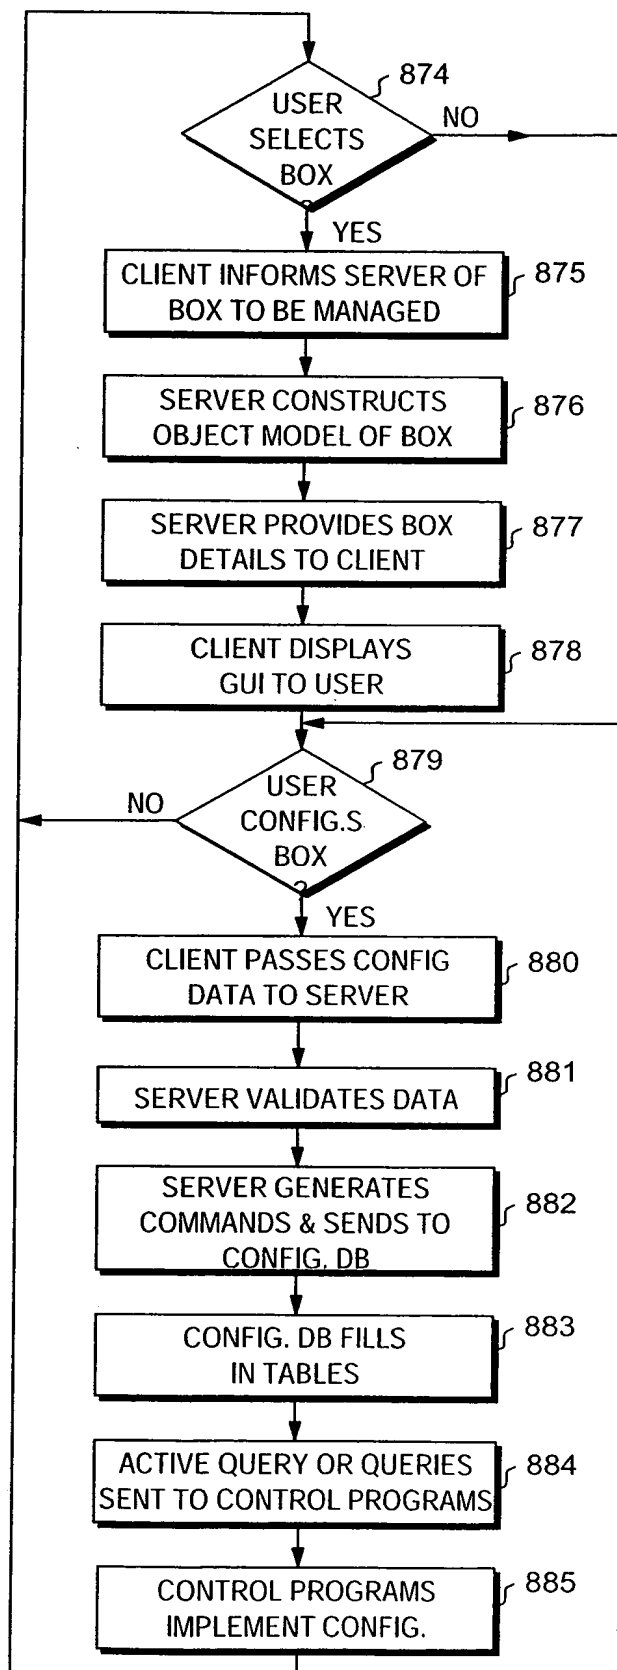 874
USER
SELECTS
BOX
?
NO
YES
CLIENT INFORMS SERVER OF
BOX TO BE MANAGED
875
SERVER CONSTRUCTS
OBJECT MODEL OF BOX
876
SERVER PROVIDES BOX
DETAILS TO CLIENT
877
CLIENT DISPLAYS
GUI TO USER
878
879
USER
CONFIG.S
BOX
?
NO
YES
CLIENT PASSES CONFIG
DATA TO SERVER
880
SERVER VALIDATES DATA
881
SERVER GENERATES
COMMANDS & SENDS TO
CONFIG. DB
882
CONFIG. DB FILLS
IN TABLES
883
ACTIVE QUERY OR QUERIES
SENT TO CONTROL PROGRAMS
884
CONTROL PROGRAMS
IMPLEMENT CONFIG.
885